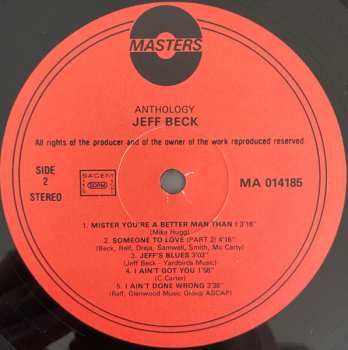 MASTERS
ANTHOLOGY
JEFF BECK
All rights of the producer and of the owner of the work reproduced reserved
SIDE
2
STEREO
SACEM
SDRM
MA 014185
1. MISTER YOU'RE A BETTER MAN THAN I 3'16"
(Mike Hugg)
2. SOMEONE TO LOVE (PART 2) 4'16"
(Beck, Relf, Dreja, Samwell, Smith, Mc Carty)
3. JEFF'S BLUES 3'03"
(Jeff Beck - Yardbirds Music)
4. I AIN'T GOT YOU 1'58"
(C.Carter)
5. I AIN'T DONE WRONG 3'38"
(Relf, Glenwood Music Group/ASCAP)